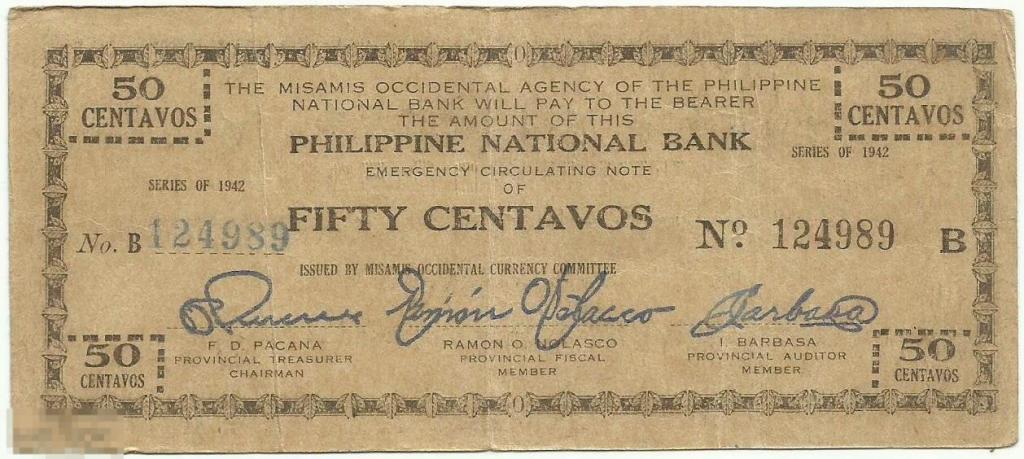 50
CENTAVOS
THE MISAMIS OCCIDENTAL AGENCY OF THE PHILIPPINE
NATIONAL BANK WILL PAY TO THE BEARER
THE AMOUNT OF THIS
PHILIPPINE NATIONAL BANK
EMERGENCY CIRCULATING NOTE
OF
FIFTY CENTAVOS
50
CENTAVOS
SERIES OF 1942
SERIES OF 1942
No. B 124989
Nº 124989 B
ISSUED BY MISAMIS OCCIDENTAL CURRENCY COMMITTEE
Ramón O. Nolasco
I Barbasa
F. D. PACANA
PROVINCIAL TREASURER
CHAIRMAN
RAMON O. NOLASCO
PROVINCIAL FISCAL
MEMBER
I. BARBASA
PROVINCIAL AUDITOR
MEMBER
50
CENTAVOS
50
CENTAVOS